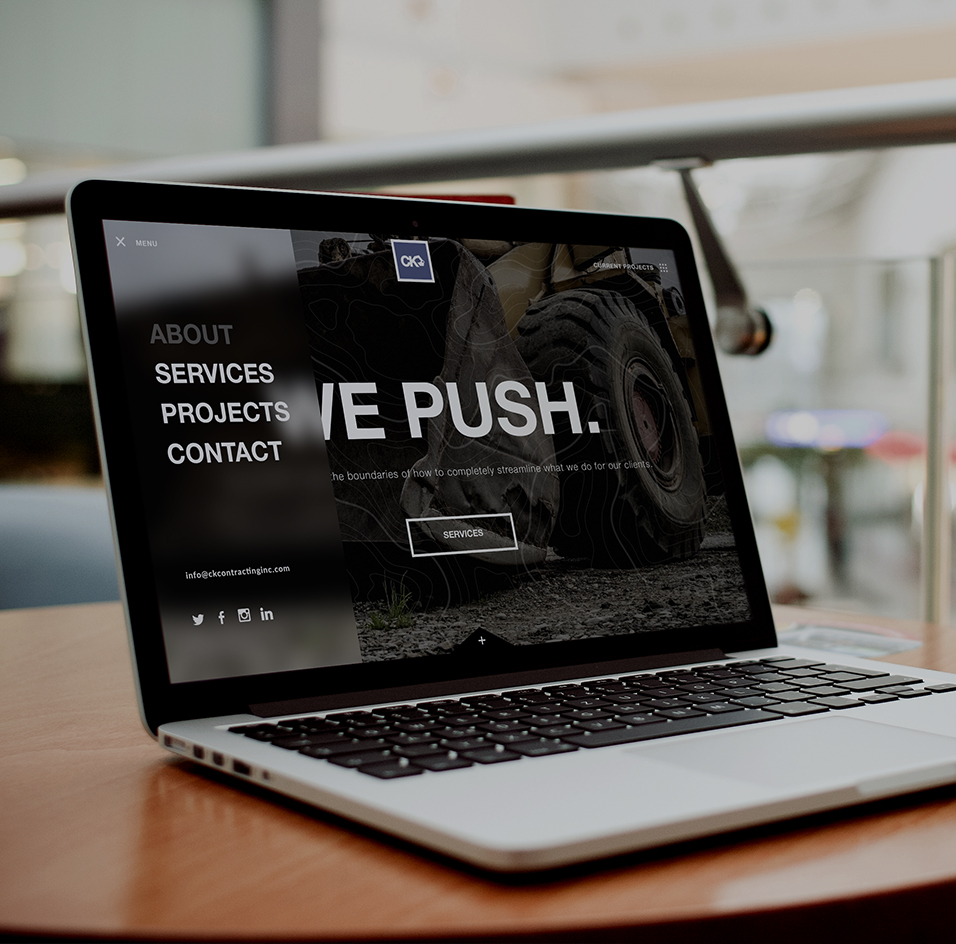 MENU
CK
CURRENT PROJECTS
ABOUT
SERVICES
PROJECTS
CONTACT
WE PUSH.
the boundaries of how to completely streamline what we do for our clients.
SERVICES
info@ckcontractinginc.com
+